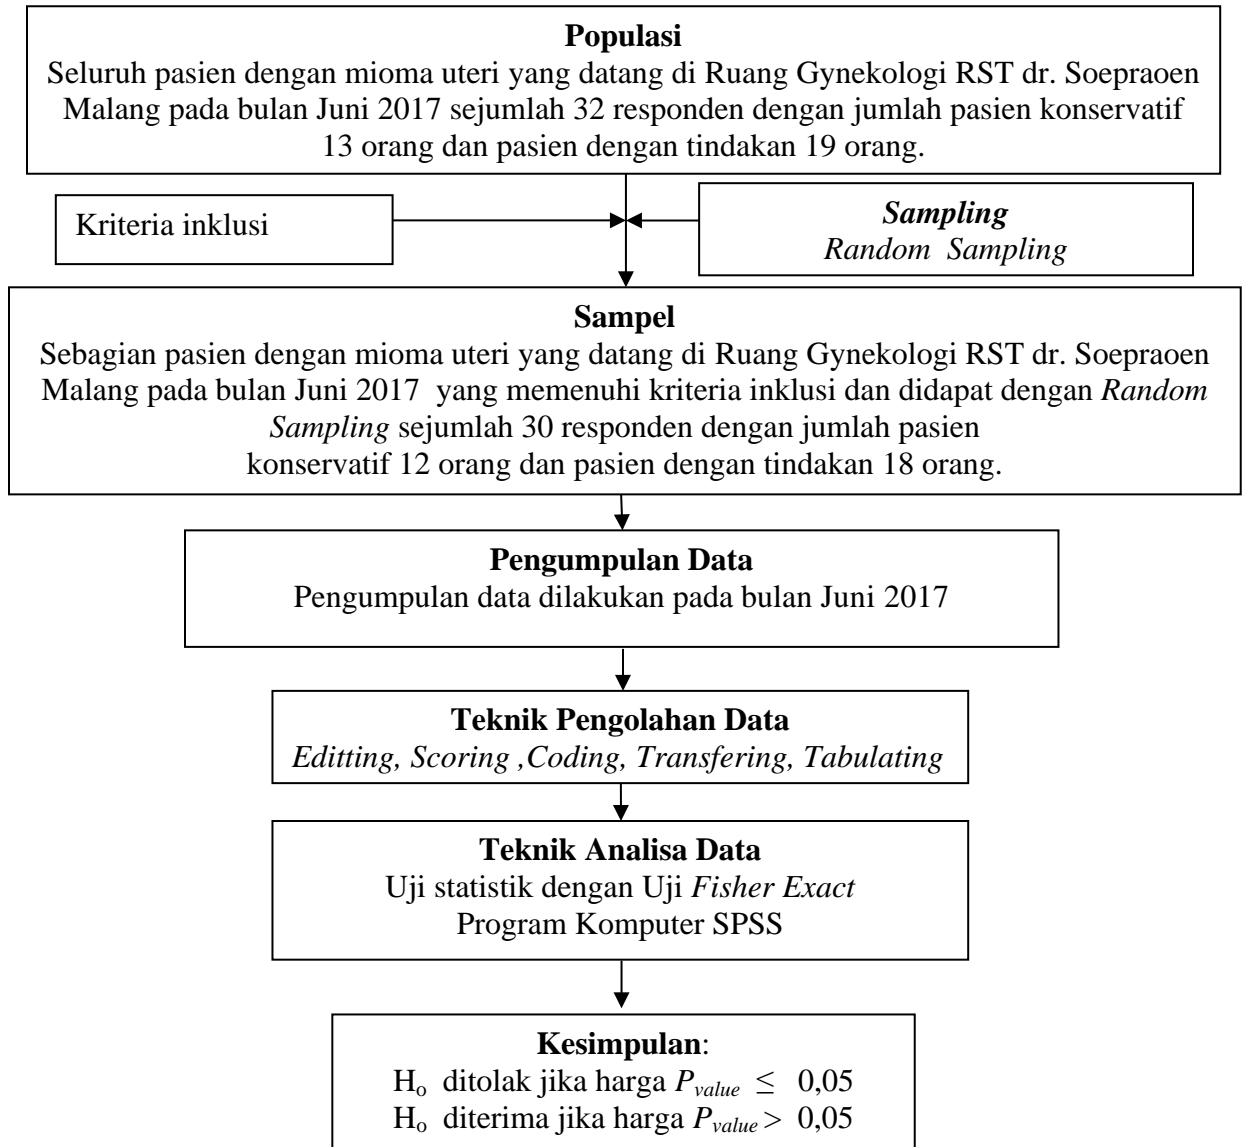 Populasi
Seluruh pasien dengan mioma uteri yang datang di Ruang Gynekologi RST dr. Soepraoen
Malang pada bulan Juni 2017 sejumlah 32 responden dengan jumlah pasien konservatif
13 orang dan pasien dengan tindakan 19 orang.
Kriteria inklusi
Sampling
Random Sampling
Sampel
Sebagian pasien dengan mioma uteri yang datang di Ruang Gynekologi RST dr. Soepraoen
Malang pada bulan Juni 2017 yang memenuhi kriteria inklusi dan didapat dengan Random
Sampling sejumlah 30 responden dengan jumlah pasien
konservatif 12 orang dan pasien dengan tindakan 18 orang.
Pengumpulan Data
Pengumpulan data dilakukan pada bulan Juni 2017
Teknik Pengolahan Data
Editting, Scoring ,Coding, Transfering, Tabulating
Teknik Analisa Data
Uji statistik dengan Uji Fisher Exact
Program Komputer SPSS
Kesimpulan:
Ho ditolak jika harga Pvalue ≤ 0,05
Ho diterima jika harga Pvalue > 0,05